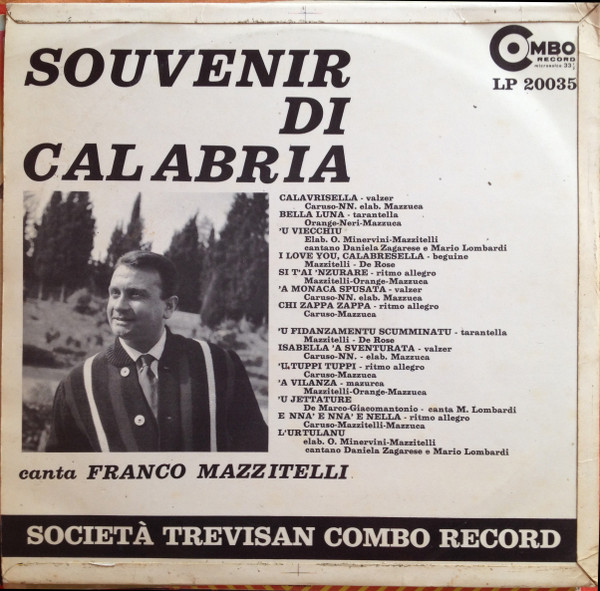 SOUVENIR
DI
CALABRIA
COMBO
RECORD
microsolco 33⅓
LP 20035
CALAVRISELLA - valzer
Caruso-NN. elab. Mazzuca
BELLA LUNA - tarantella
Orange-Neri-Mazzuca
'U VIECCHIU
Elab. O. Minervini-Mazzitelli
cantano Daniela Zagarese e Mario Lombardi
I LOVE YOU, CALABRESELLA - beguine
Mazzitelli - De Rose
SI T'AI 'NZURARE - ritmo allegro
Mazzitelli-Orange-Mazzuca
'A MONACA SPUSATA - valzer
Caruso-NN. elab. Mazzuca
CHI ZAPPA ZAPPA - ritmo allegro
Caruso-Mazzuca
'U FIDANZAMENTU SCUMMINATU - tarantella
Mazzitelli - De Rose
ISABELLA 'A SVENTURATA - valzer
Caruso-NN. - elab. Mazzuca
'U TUPPI TUPPI - ritmo allegro
Caruso-Mazzuca
'A VILANZA - mazurca
Mazzitelli-Orange-Mazzuca
'U JETTATURE
De Marco-Giacomantonio - canta M. Lombardi
E NNA' E NNA' E NELLA - ritmo allegro
Caruso-Mazzitelli-Mazzuca
L'URTULANU
elab. O. Minervini-Mazzitelli
cantano Daniela Zagarese e Mario Lombardi
canta FRANCO MAZZITELLI
SOCIETÀ TREVISAN COMBO RECORD